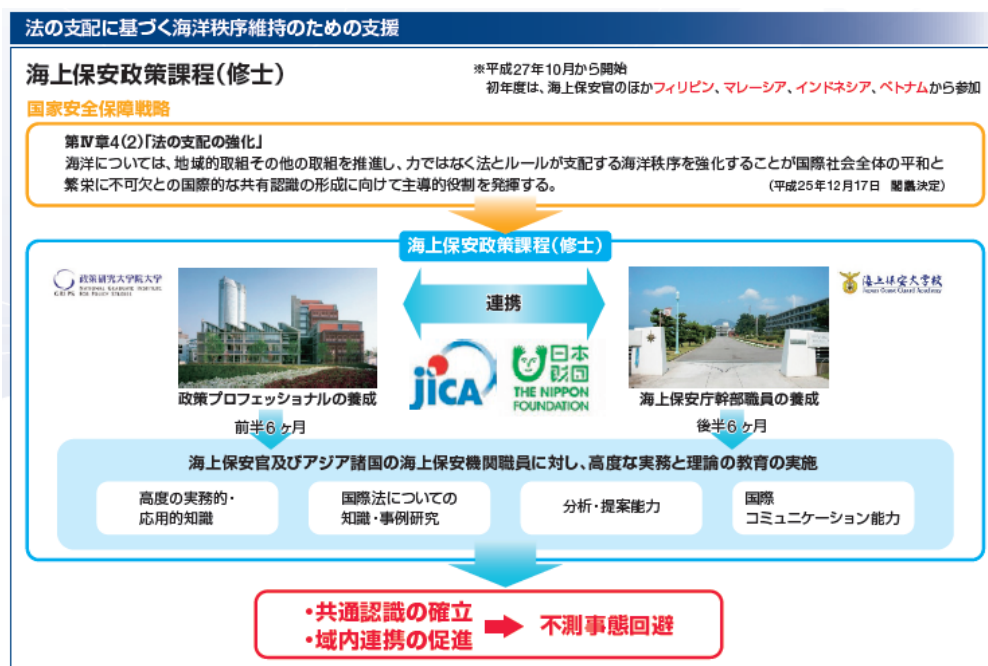 法の支配に基づく海洋秩序維持のための支援
海上保安政策課程(修士)
※平成27年10月から開始
初年度は、海上保安官のほかフィリピン、マレーシア、インドネシア、ベトナムから参加
国家安全保障戦略
第Ⅳ章4(2)「法の支配の強化」
海洋については、地域的取組その他の取組を推進し、力ではなく法とルールが支配する海洋秩序を強化することが国際社会全体の平和と
繁栄に不可欠との国際的な共有認識の形成に向けて主導的役割を発揮する。
(平成25年12月17日 閣議決定)
海上保安政策課程(修士)
政策研究大学院大学
GRIPS NATIONAL GRADUATE INSTITUTE
FOR POLICY STUDIES
連携
海上保安大学校
Japan Coast Guard Academy
jICA
日本
財団
THE NIPPON
FOUNDATION
政策プロフェッショナルの養成
海上保安庁幹部職員の養成
前半6ヶ月
後半6ヶ月
海上保安官及びアジア諸国の海上保安機関職員に対し、高度な実務と理論の教育の実施
高度の実務的・
応用的知識
国際法についての
知識・事例研究
分析・提案能力
国際
コミュニケーション能力
・共通認識の確立
・域内連携の促進
不測事態回避